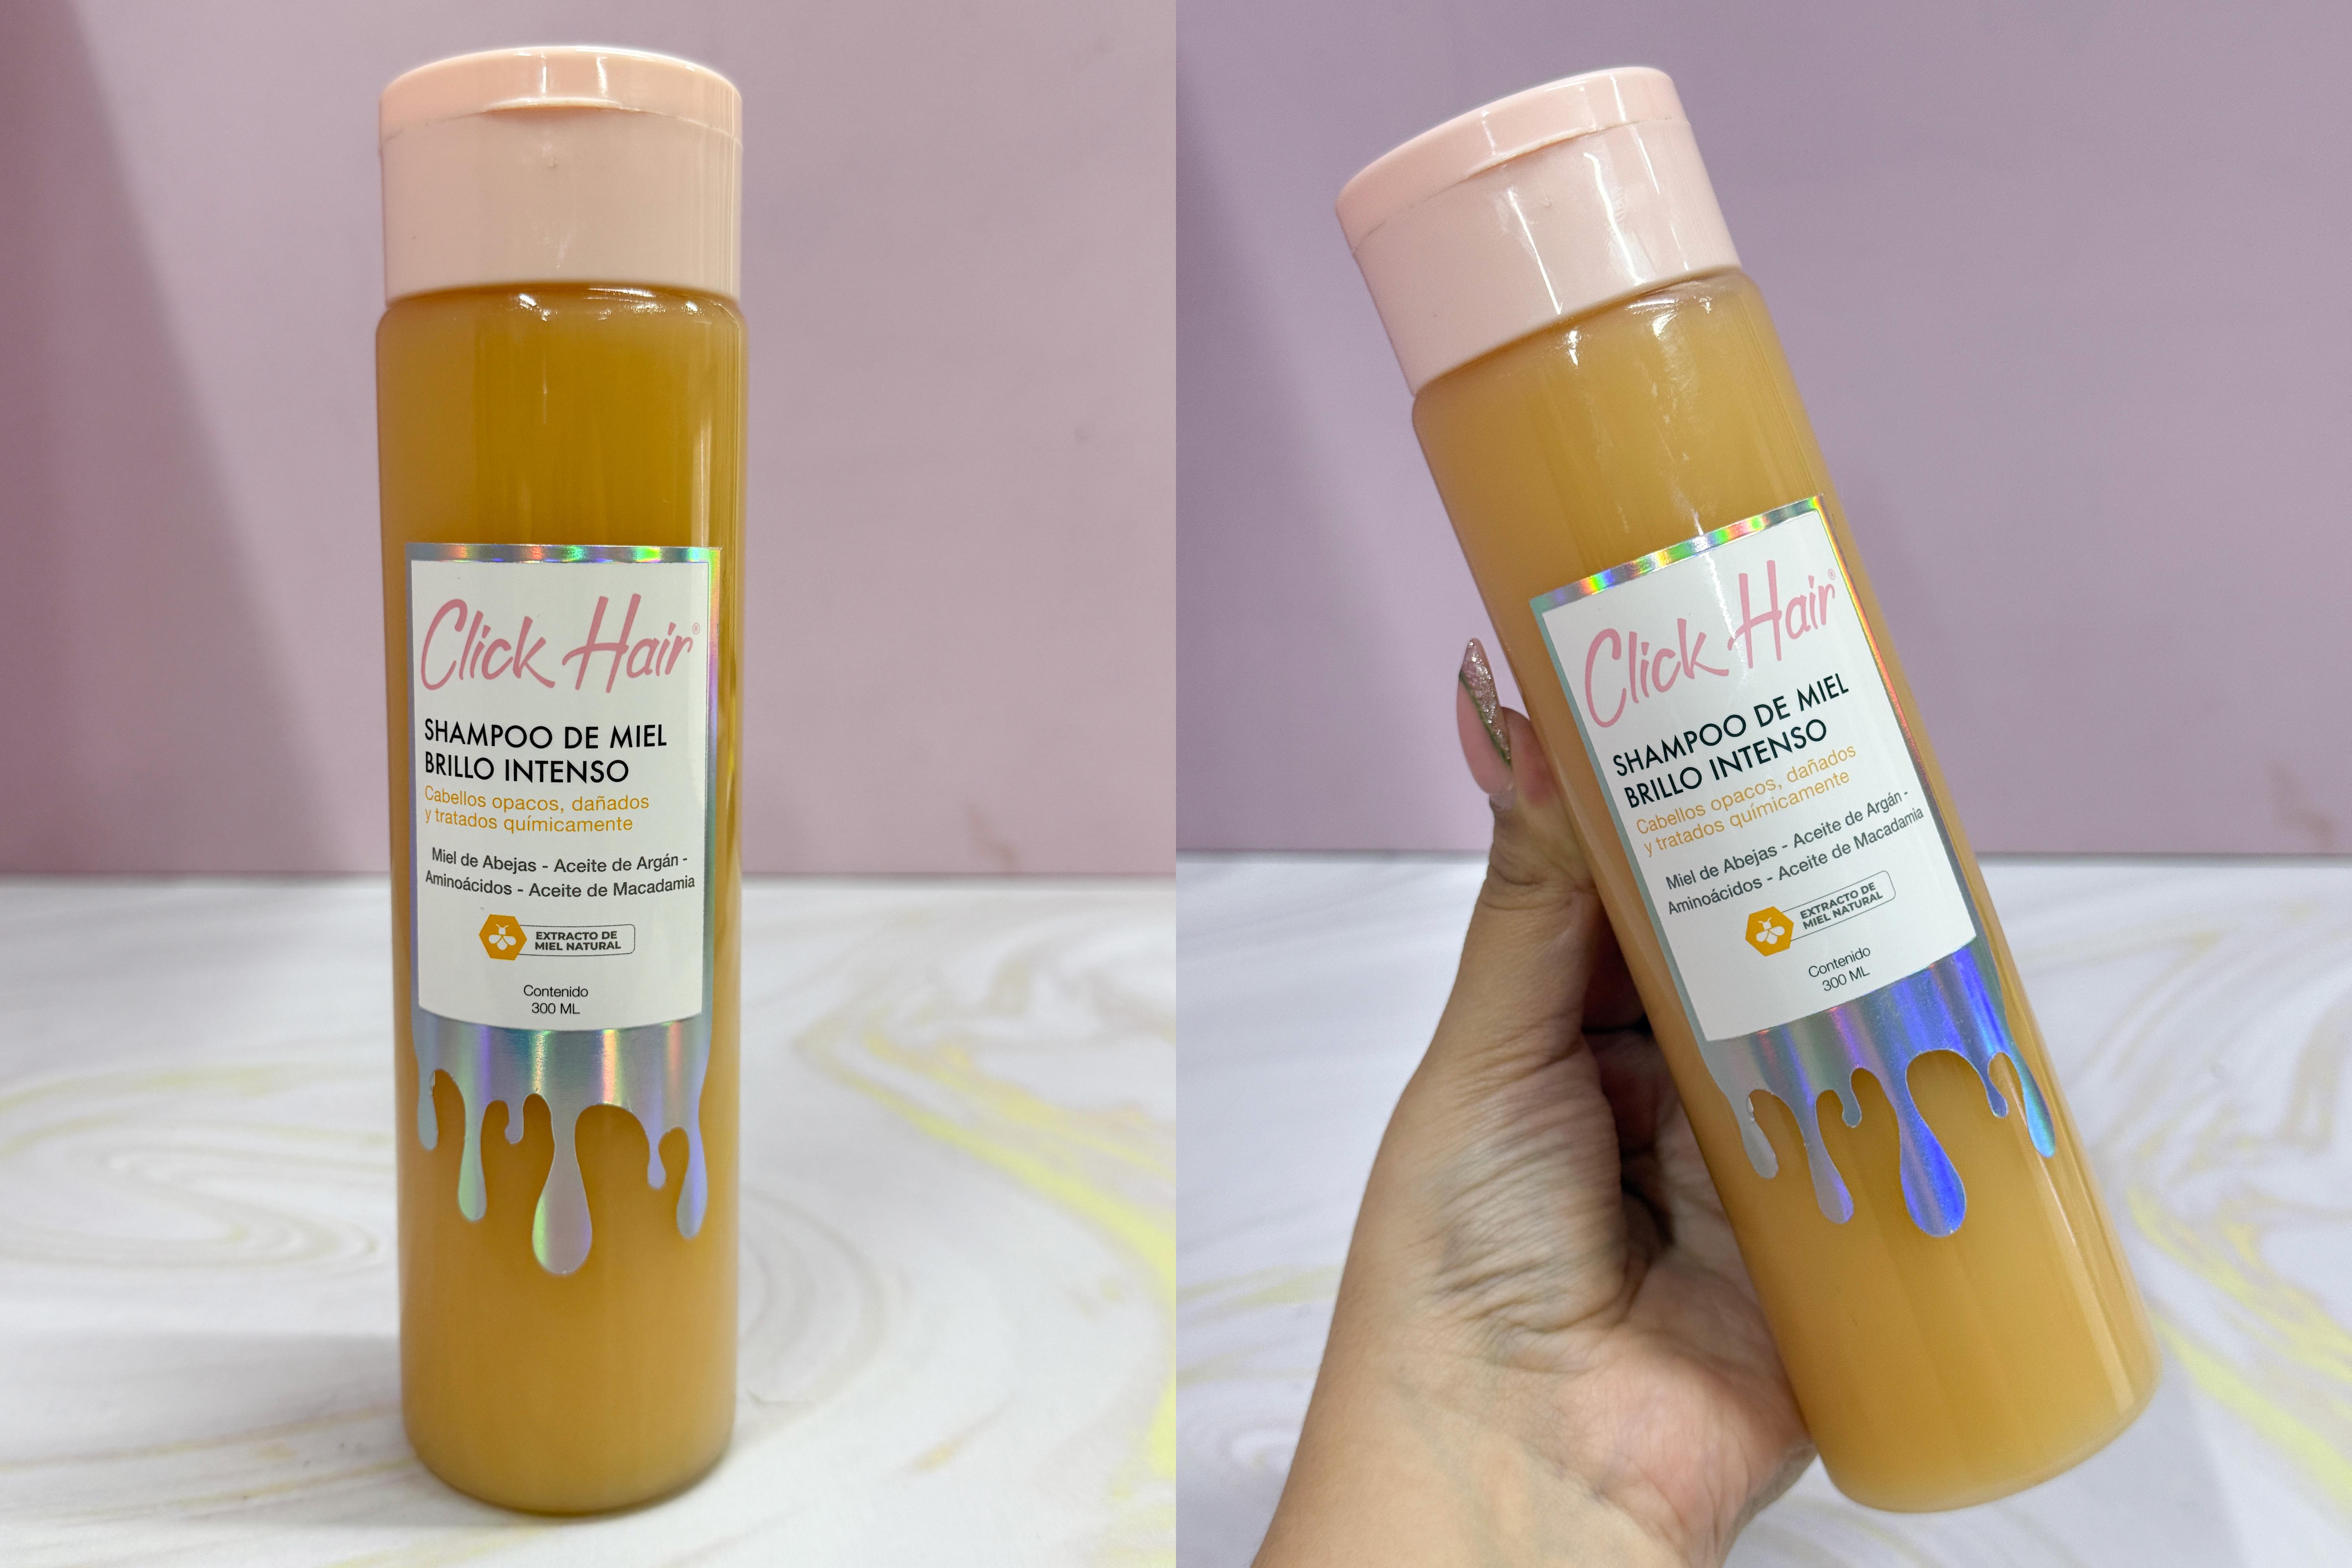 Click Hair®
SHAMPOO DE MIEL
BRILLO INTENSO
Cabellos opacos, dañados
y tratados químicamente
Miel de Abejas - Aceite de Argán -
Aminoácidos - Aceite de Macadamia
EXTRACTO DE
MIEL NATURAL
Contenido
300 ML
Click Hair®
SHAMPOO DE MIEL
BRILLO INTENSO
Cabellos opacos, dañados
y tratados químicamente
Miel de Abejas - Aceite de Argán -
Aminoácidos - Aceite de Macadamia
EXTRACTO DE
MIEL NATURAL
Contenido
300 ML